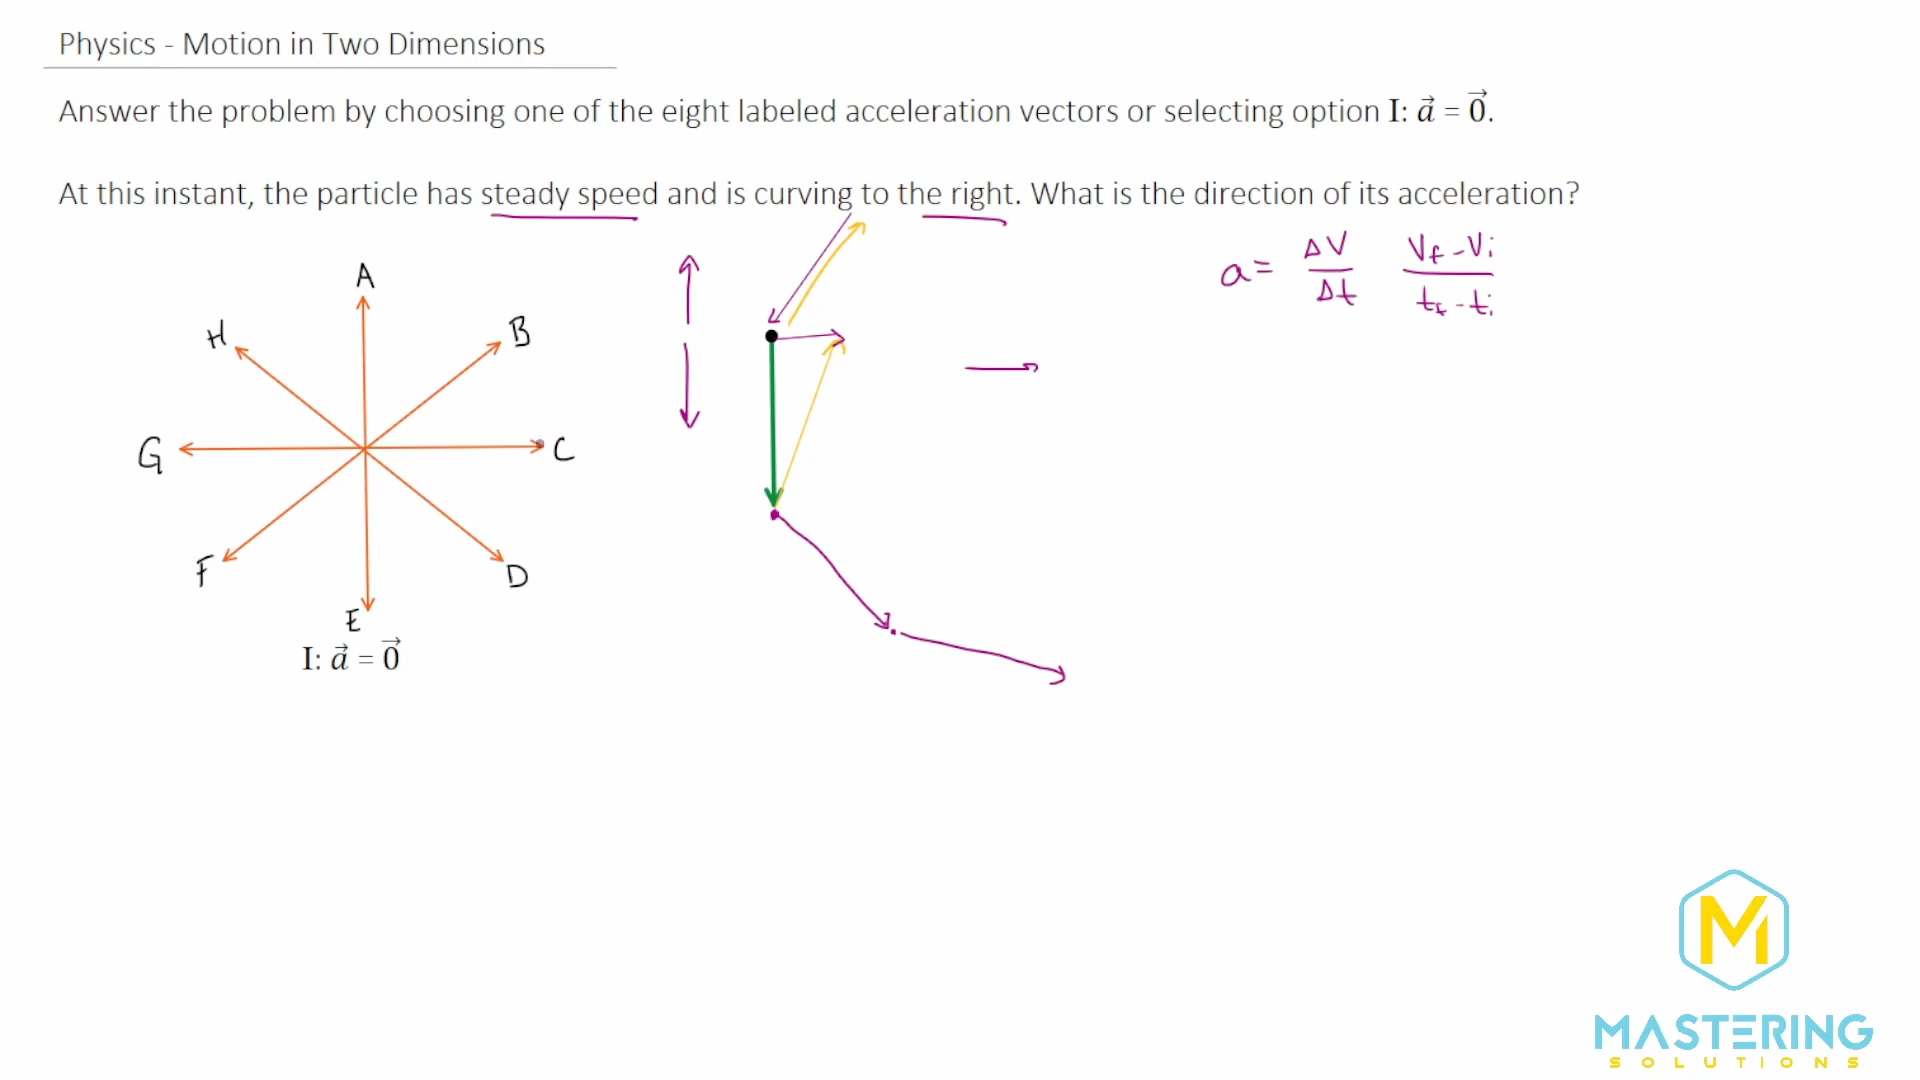 Physics - Motion in Two Dimensions
Answer the problem by choosing one of the eight labeled acceleration vectors or selecting option I: a⃗ = 0⃗.
At this instant, the particle has steady speed and is curving to the right. What is the direction of its acceleration?
a = ΔV/Δt Vf-Vi/tf-ti
A
H
B
G
C
F
D
E
I: a⃗ = 0⃗
M
MASTERING
SOLUTIONS